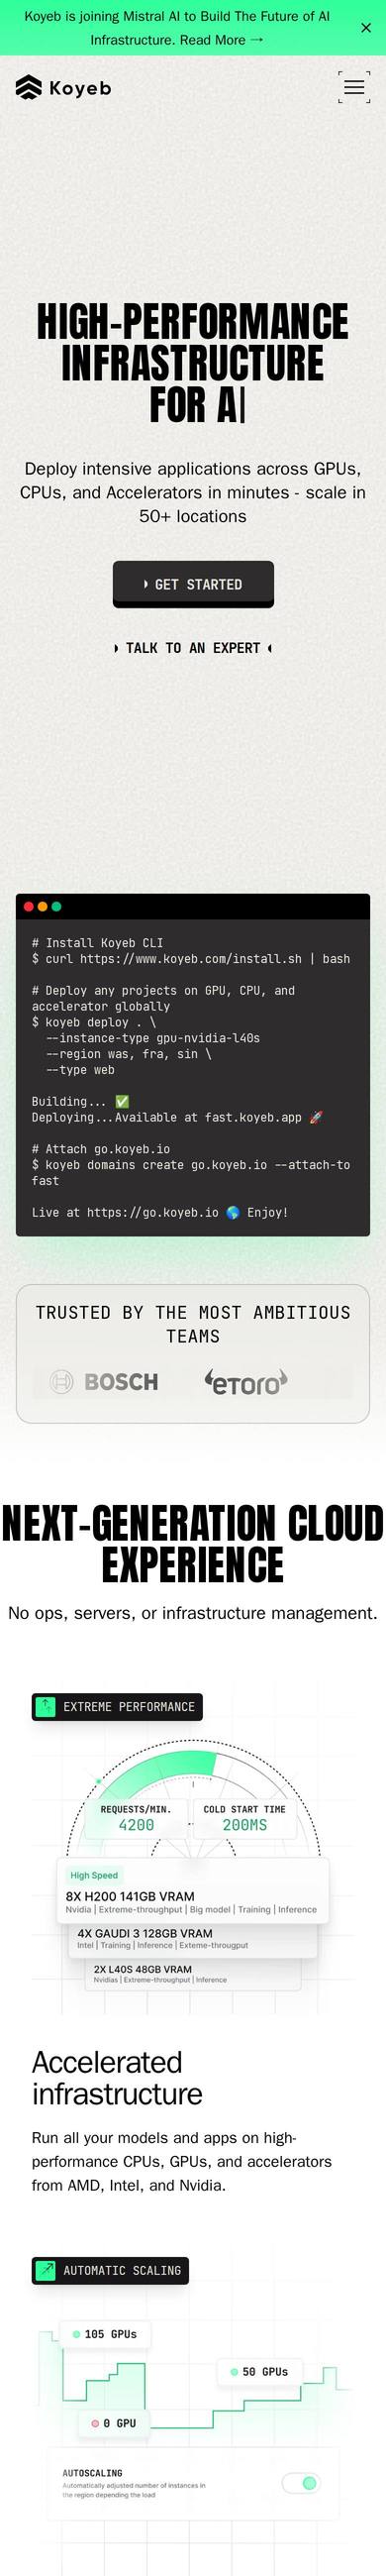 Koyeb is joining Mistral AI to Build The Future of AI
Infrastructure. Read More →
Koyeb
HIGH-PERFORMANCE
INFRASTRUCTURE
FOR AI
Deploy intensive applications across GPUs,
CPUs, and Accelerators in minutes - scale in
50+ locations
GET STARTED
TALK TO AN EXPERT
# Install Koyeb CLI
$ curl https://www.koyeb.com/install.sh | bash
# Deploy any projects on GPU, CPU, and
accelerator globally
$ koyeb deploy . \
--instance-type gpu-nvidia-l40s
--region was, fra, sin \
--type web
Building... ✅
Deploying...Available at fast.koyeb.app 🚀
# Attach go.koyeb.io
$ koyeb domains create go.koyeb.io --attach-to
fast
Live at https://go.koyeb.io 🌎 Enjoy!
TRUSTED BY THE MOST AMBITIOUS
TEAMS
BOSCH eToro
NEXT-GENERATION CLOUD
EXPERIENCE
No ops, servers, or infrastructure management.
EXTREME PERFORMANCE
REQUESTS/MIN. COLD START TIME
4200 200MS
High Speed
8X H200 141GB VRAM
Nvidia | Extreme-throughput | Big model | Training | Inference
4X GAUDI 3 128GB VRAM
Intel | Training | Inference | Exteme-througput
2X L40S 48GB VRAM
Nvidias | Extreme-throughput | Inference
Accelerated
infrastructure
Run all your models and apps on high-
performance CPUs, GPUs, and accelerators
from AMD, Intel, and Nvidia.
AUTOMATIC SCALING
105 GPUs
50 GPUs
0 GPU
AUTOSCALING
Automatically adjusted number of instances in
the region depending the load